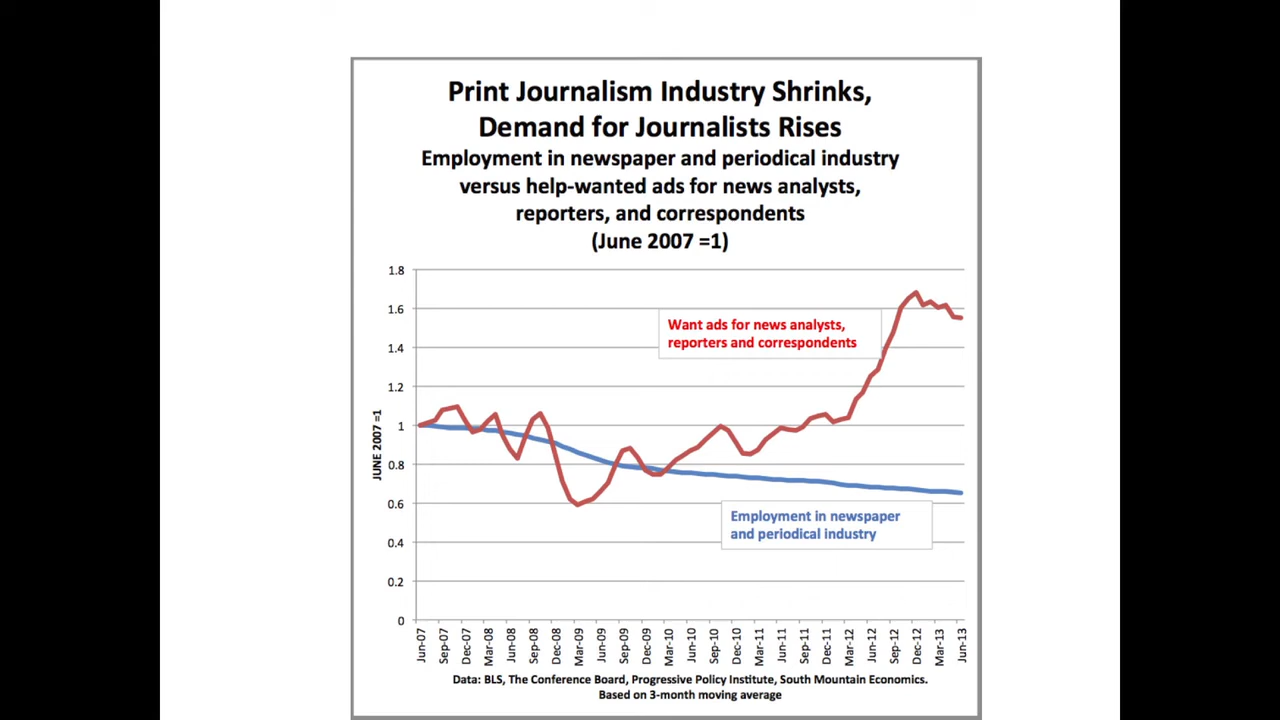 Print Journalism Industry Shrinks,
Demand for Journalists Rises
Employment in newspaper and periodical industry
versus help-wanted ads for news analysts,
reporters, and correspondents
(June 2007 =1)
1.8
1.6
1.4
1.2
1
0.8
0.6
0.4
0.2
0
JUNE 2007 =1
Want ads for news analysts,
reporters and correspondents
Employment in newspaper
and periodical industry
Jun-07
Sep-07
Dec-07
Mar-08
Jun-08
Sep-08
Dec-08
Mar-09
Jun-09
Sep-09
Dec-09
Mar-10
Jun-10
Sep-10
Dec-10
Mar-11
Jun-11
Sep-11
Dec-11
Mar-12
Jun-12
Sep-12
Dec-12
Mar-13
Jun-13
Data: BLS, The Conference Board, Progressive Policy Institute, South Mountain Economics.
Based on 3-month moving average